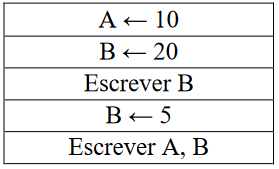 A ← 10
B ← 20
Escrever B
B ← 5
Escrever A, B